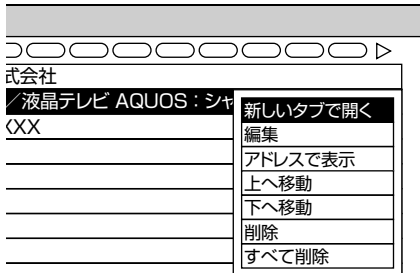 式会社
／液晶テレビ AQUOS：シャ
XXX
新しいタブで開く
編集
アドレスで表示
上へ移動
下へ移動
削除
すべて削除